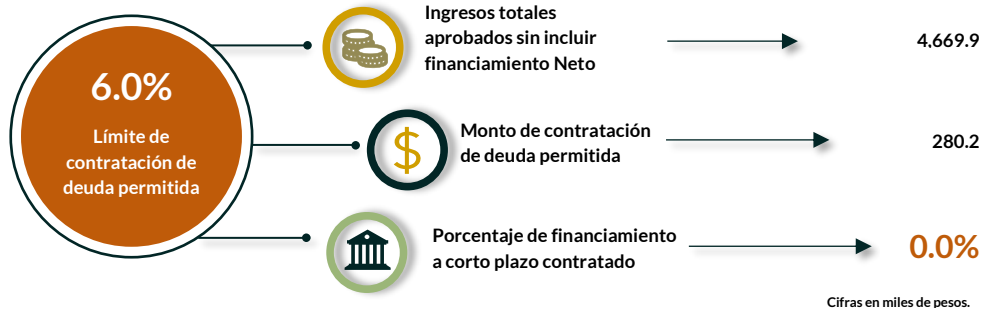 6.0%
Límite de
contratación de
deuda permitida
Ingresos totales
aprobados sin incluir
financiamiento Neto
4.669.9
$
Monto de contratación
de deuda permitida
280.2
Porcentaje de financiamiento
a corto plazo contratado
0.0%
Cifras en miles de pesos.